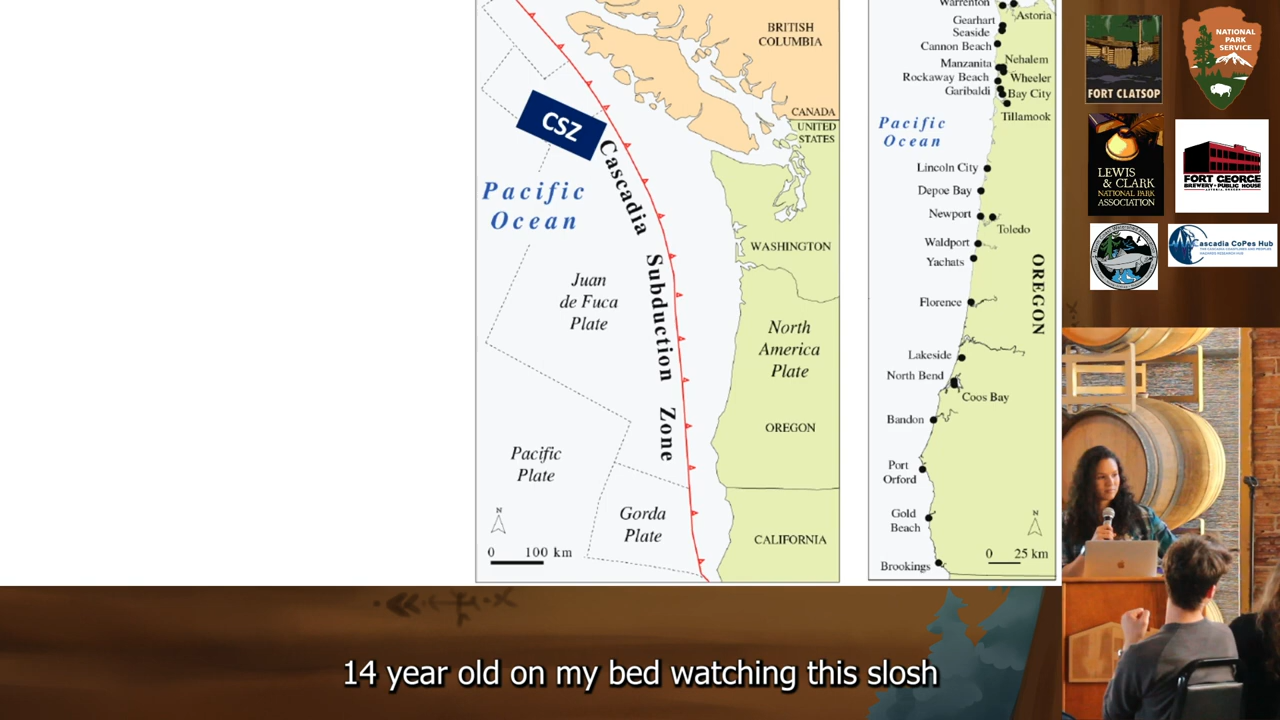 BRITISH
COLUMBIA
CANADA
UNITED
STATES
CSZ
Cascadia Subduction Zone
Pacific
Ocean
WASHINGTON
Juan
de Fuca
Plate
North
America
Plate
OREGON
Pacific
Plate
Gorda
Plate
CALIFORNIA
N
0 100 km
Warrenton
Astoria
Gearhart
Seaside
Cannon Beach
Manzanita
Nehalem
Rockaway Beach
Wheeler
Garibaldi
Bay City
Tillamook
Pacific
Ocean
Lincoln City
Depoe Bay
Newport
Toledo
Waldport
Yachats
OREGON
Florence
Lakeside
North Bend
Coos Bay
Bandon
Port
Orford
Gold
Beach
N
0 25 km
Brookings
FORT CLATSOP
NATIONAL
PARK
SERVICE
LEWIS
& CLARK
NATIONAL PARK
ASSOCIATION
FORT GEORGE
BREWERY + PUBLIC HOUSE
Cascadia CoPes Hub
14 year old on my bed watching this slosh